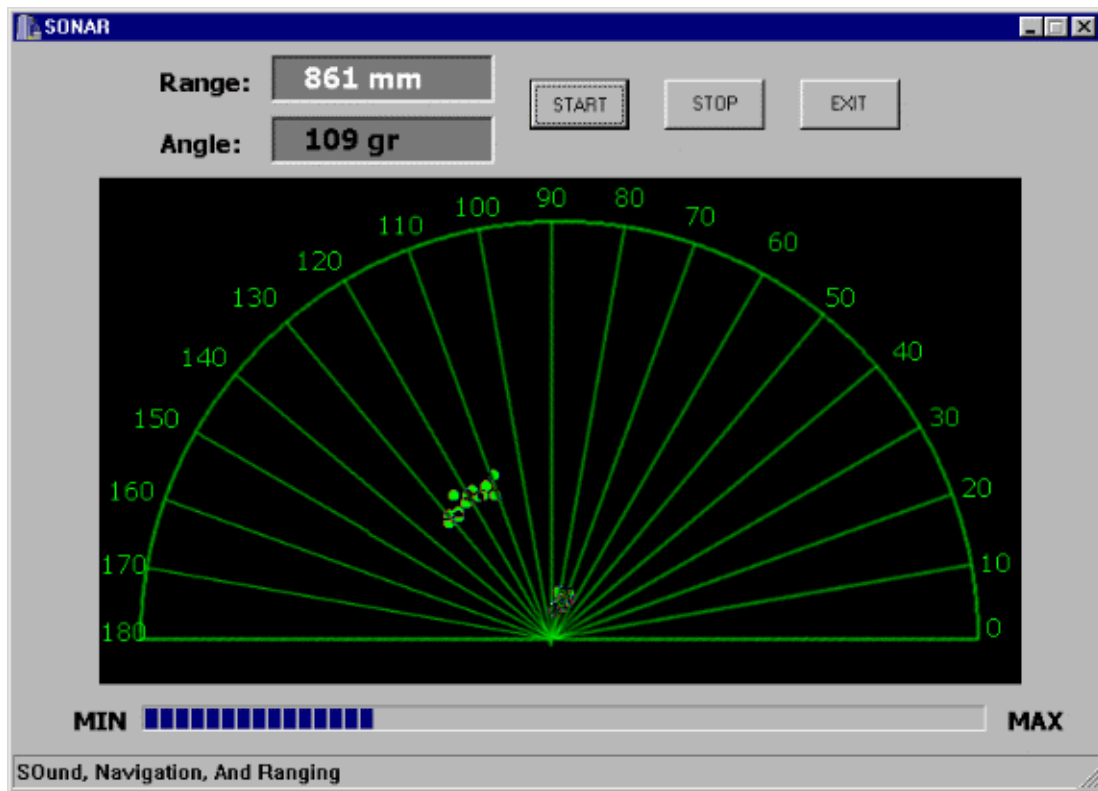 SONAR
Range: 861 mm
START STOP EXIT
Angle: 109 gr
90
100 80
110 70
120 60
130 50
140 40
150 30
160 20
170 10
180 0
MIN MAX
SOund, Navigation, And Ranging